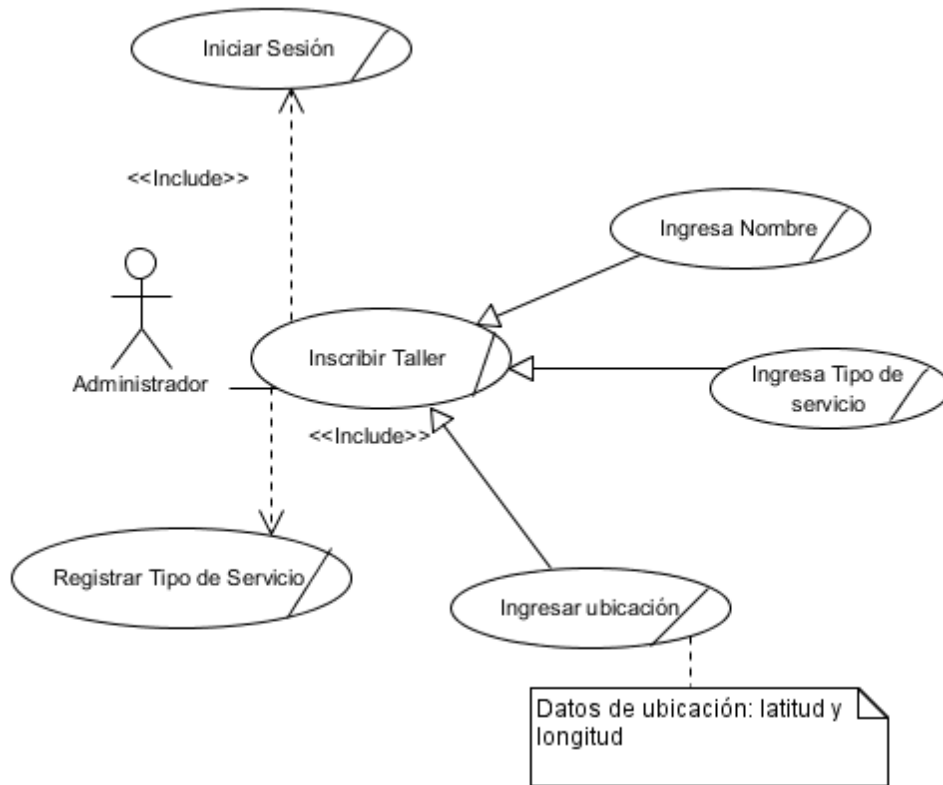 Iniciar Sesión
<<Include>>
Ingresa Nombre
Administrador
Inscribir Taller
Ingresa Tipo de
servicio
<<Include>>
Registrar Tipo de Servicio
Ingresar ubicación
Datos de ubicación: latitud y
longitud